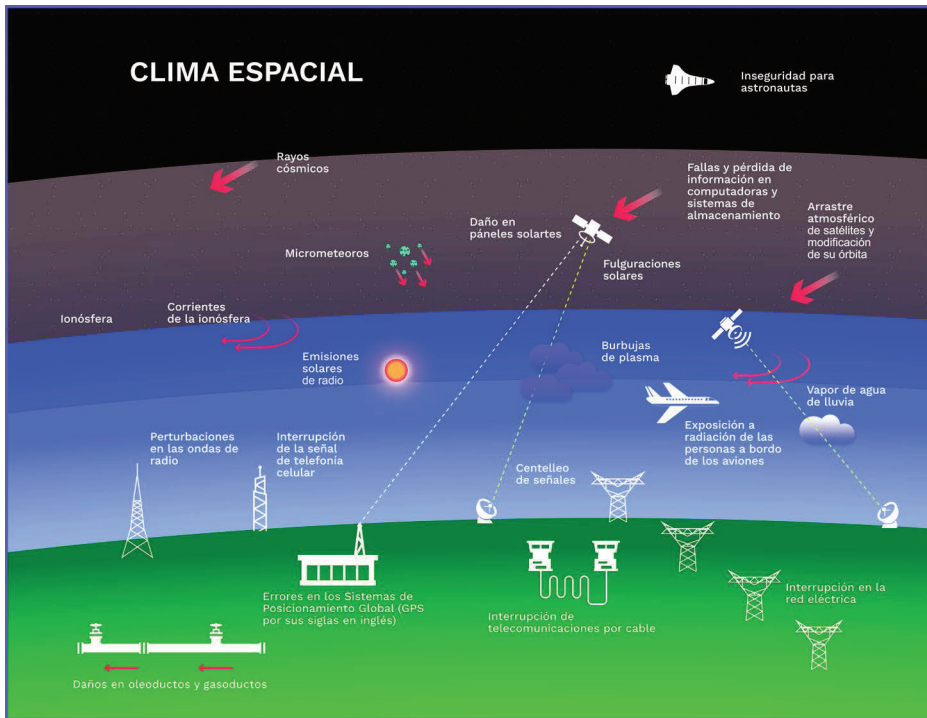 CLIMA ESPACIAL
Inseguridad para
astronautas
Rayos
cósmicos
Fallas y pérdida de
información en
computadoras y
sistemas de
almacenamiento
Arrastre
atmosférico
de satélites y
modificación
de su órbita
Daño en
páneles solartes
Micrometeoros
Fulguraciones
solares
Ionósfera
Corrientes
de la ionósfera
Emisiones
solares
de radio
Burbujas
de plasma
Vapor de agua
de lluvia
Perturbaciones
en las ondas de
radio
Interrupción
de la señal
de telefonía
celular
Exposición a
radiación de las
personas a bordo
de los aviones
Centelleo
de señales
Errores en los Sistemas de
Posicionamiento Global (GPS
por sus siglas en inglés)
Interrupción de
telecomunicaciones por cable
Interrupción en la
red eléctrica
Daños en oleoductos y gasoductos